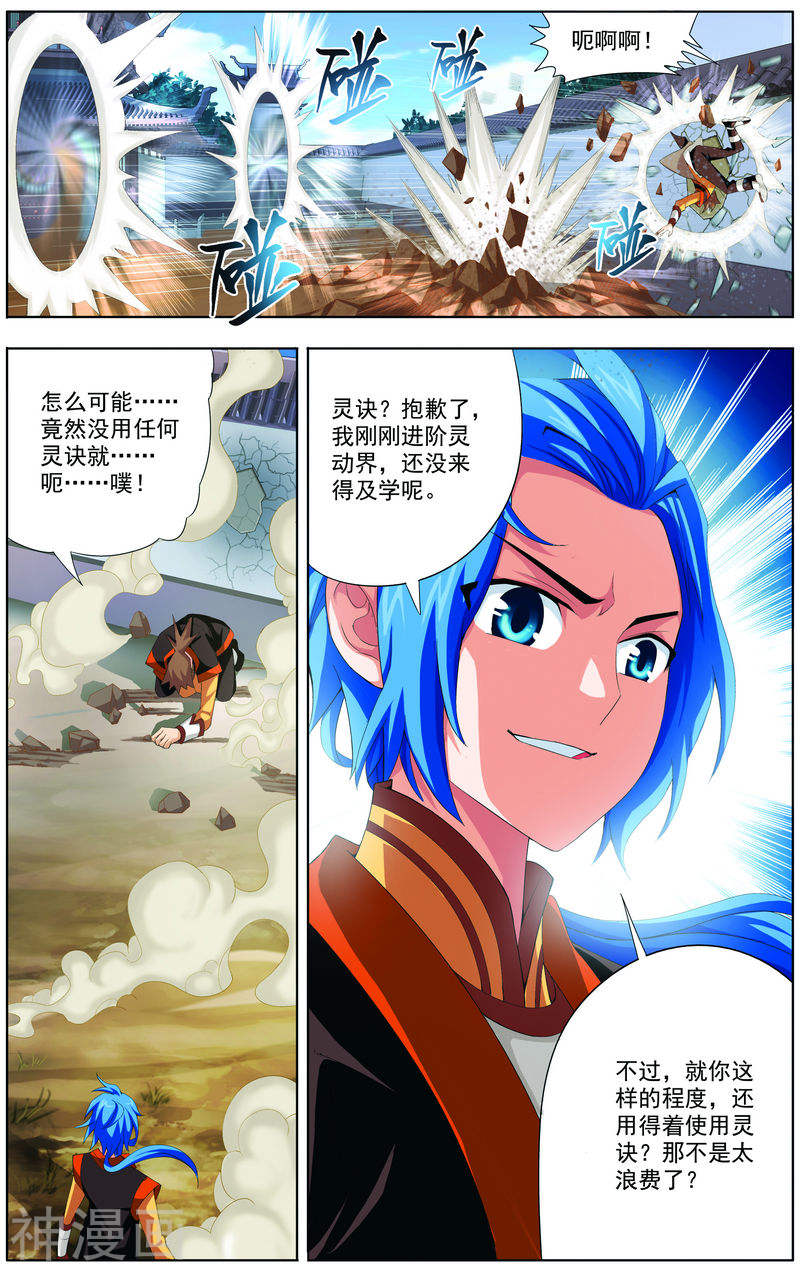 碰
碰
碰
碰
呃啊啊！
怎么可能……
竟然没用任何
灵诀就……
呃……噗！
灵诀？抱歉了，
我刚刚进阶灵
动界，还没来
得及学呢。
不过，就你这
样的程度，还
用得着使用灵
诀？那不是太
浪费了？
神漫画